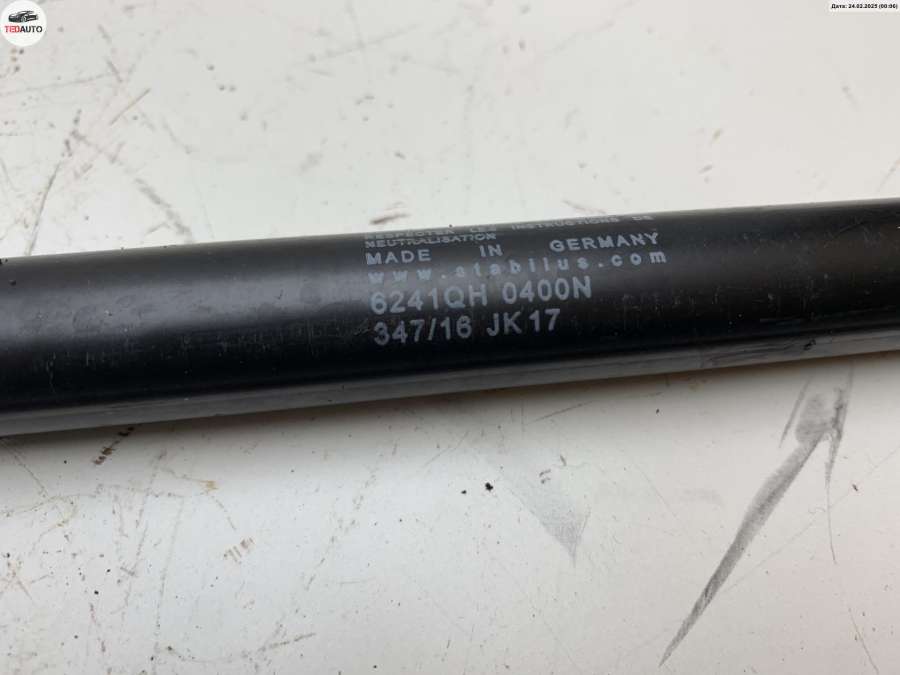 TEDAUTO
Дата: 24.02.2025 (00:06)
RESPECTER LES INSTRUCTIONS DE
NEUTRALISATION
MADE IN GERMANY
www.stabilus.com
6241QH 0400N
347/16 JK17